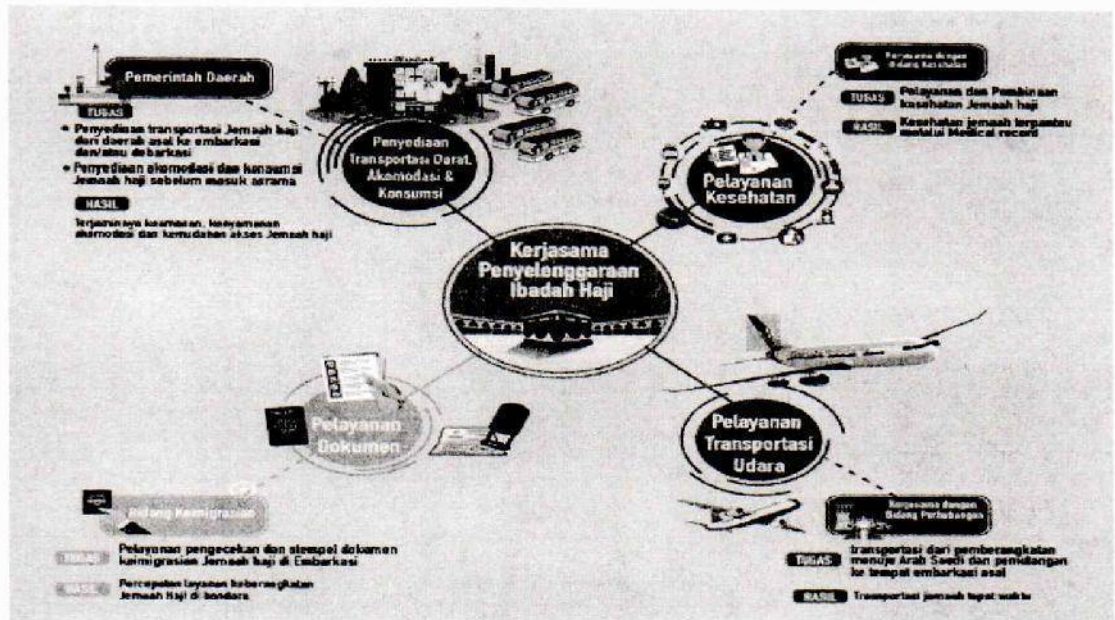 Pemerintah Daerah
TUGAS
Penyediaan transportasi Jemaah haji
dari daerah asal ke embarkasi
dan/atau debarkasi
Penyediaan akomodasi dan konsumsi
Jemaah haji sebelum masuk asrama
HASIL
Terjaminnya keamanan, kenyamanan
akomodasi dan kemudahan akses Jemaah haji
Penyediaan
Transportasi Darat,
Akomodasi &
Konsumsi
Kerjasama dengan
Bidang Kesehatan
TUGAS Pelayanan dan Pembinaan
kesehatan Jemaah haji
HASIL Kesehatan jemaah terpantau
melalui Medical record
Pelayanan
Kesehatan
Kerjasama
Penyelenggaraan
Ibadah Haji
Pelayanan
Dokumen
Bidang Keimigrasian
TUGAS Pelayanan pengecekan dan stempel dokumen
keimigrasian Jemaah haji di Embarkasi
HASIL Percepatan layanan keberangkatan
Jemaah Haji di bandara
Pelayanan
Transportasi
Udara
Kerjasama dengan
Bidang Perhubungan
TUGAS transportasi dari pemberangkatan
menuju Arab Saudi dan pemulangan
ke tempat embarkasi asal
HASIL Transportasi jemaah tepat waktu